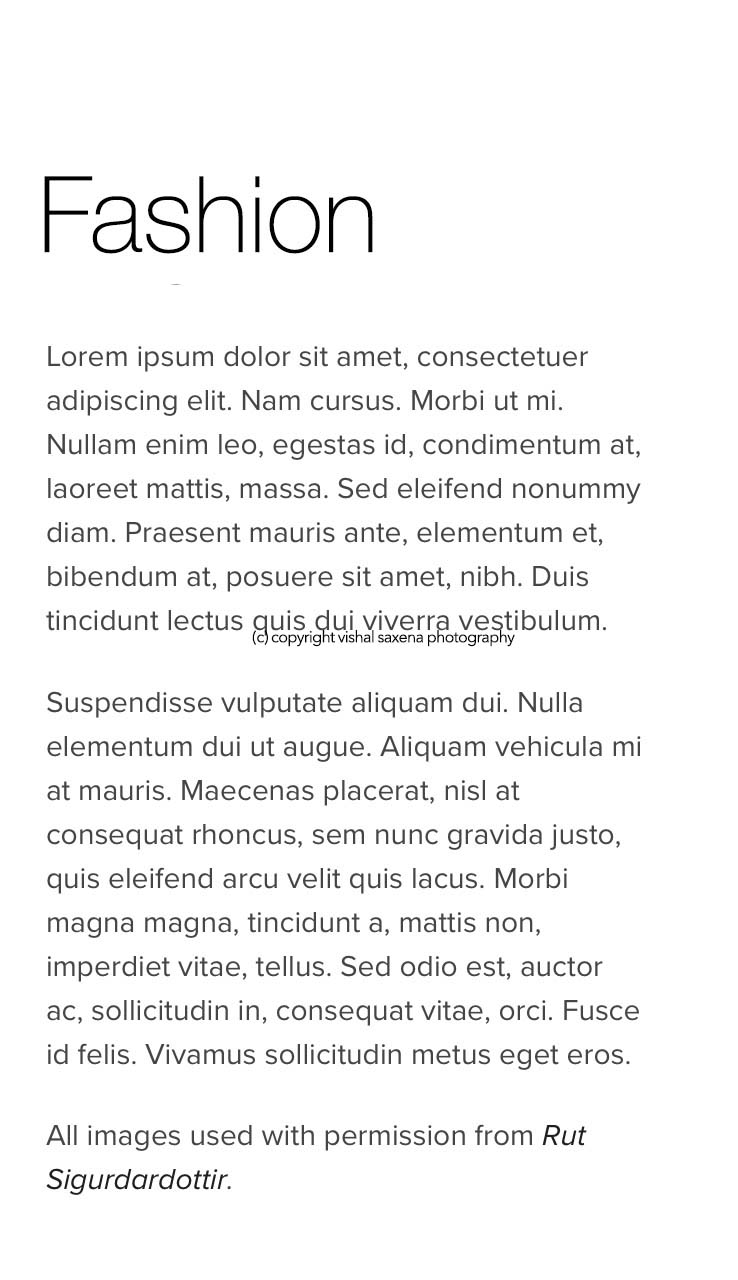 Fashion
Lorem ipsum dolor sit amet, consectetuer
adipiscing elit. Nam cursus. Morbi ut mi.
Nullam enim leo, egestas id, condimentum at,
laoreet mattis, massa. Sed eleifend nonummy
diam. Praesent mauris ante, elementum et,
bibendum at, posuere sit amet, nibh. Duis
tincidunt lectus quis dui viverra vestibulum.
(c) copyright vishal saxena photography
Suspendisse vulputate aliquam dui. Nulla
elementum dui ut augue. Aliquam vehicula mi
at mauris. Maecenas placerat, nisl at
consequat rhoncus, sem nunc gravida justo,
quis eleifend arcu velit quis lacus. Morbi
magna magna, tincidunt a, mattis non,
imperdiet vitae, tellus. Sed odio est, auctor
ac, sollicitudin in, consequat vitae, orci. Fusce
id felis. Vivamus sollicitudin metus eget eros.
All images used with permission from Rut
Sigurdardottir.